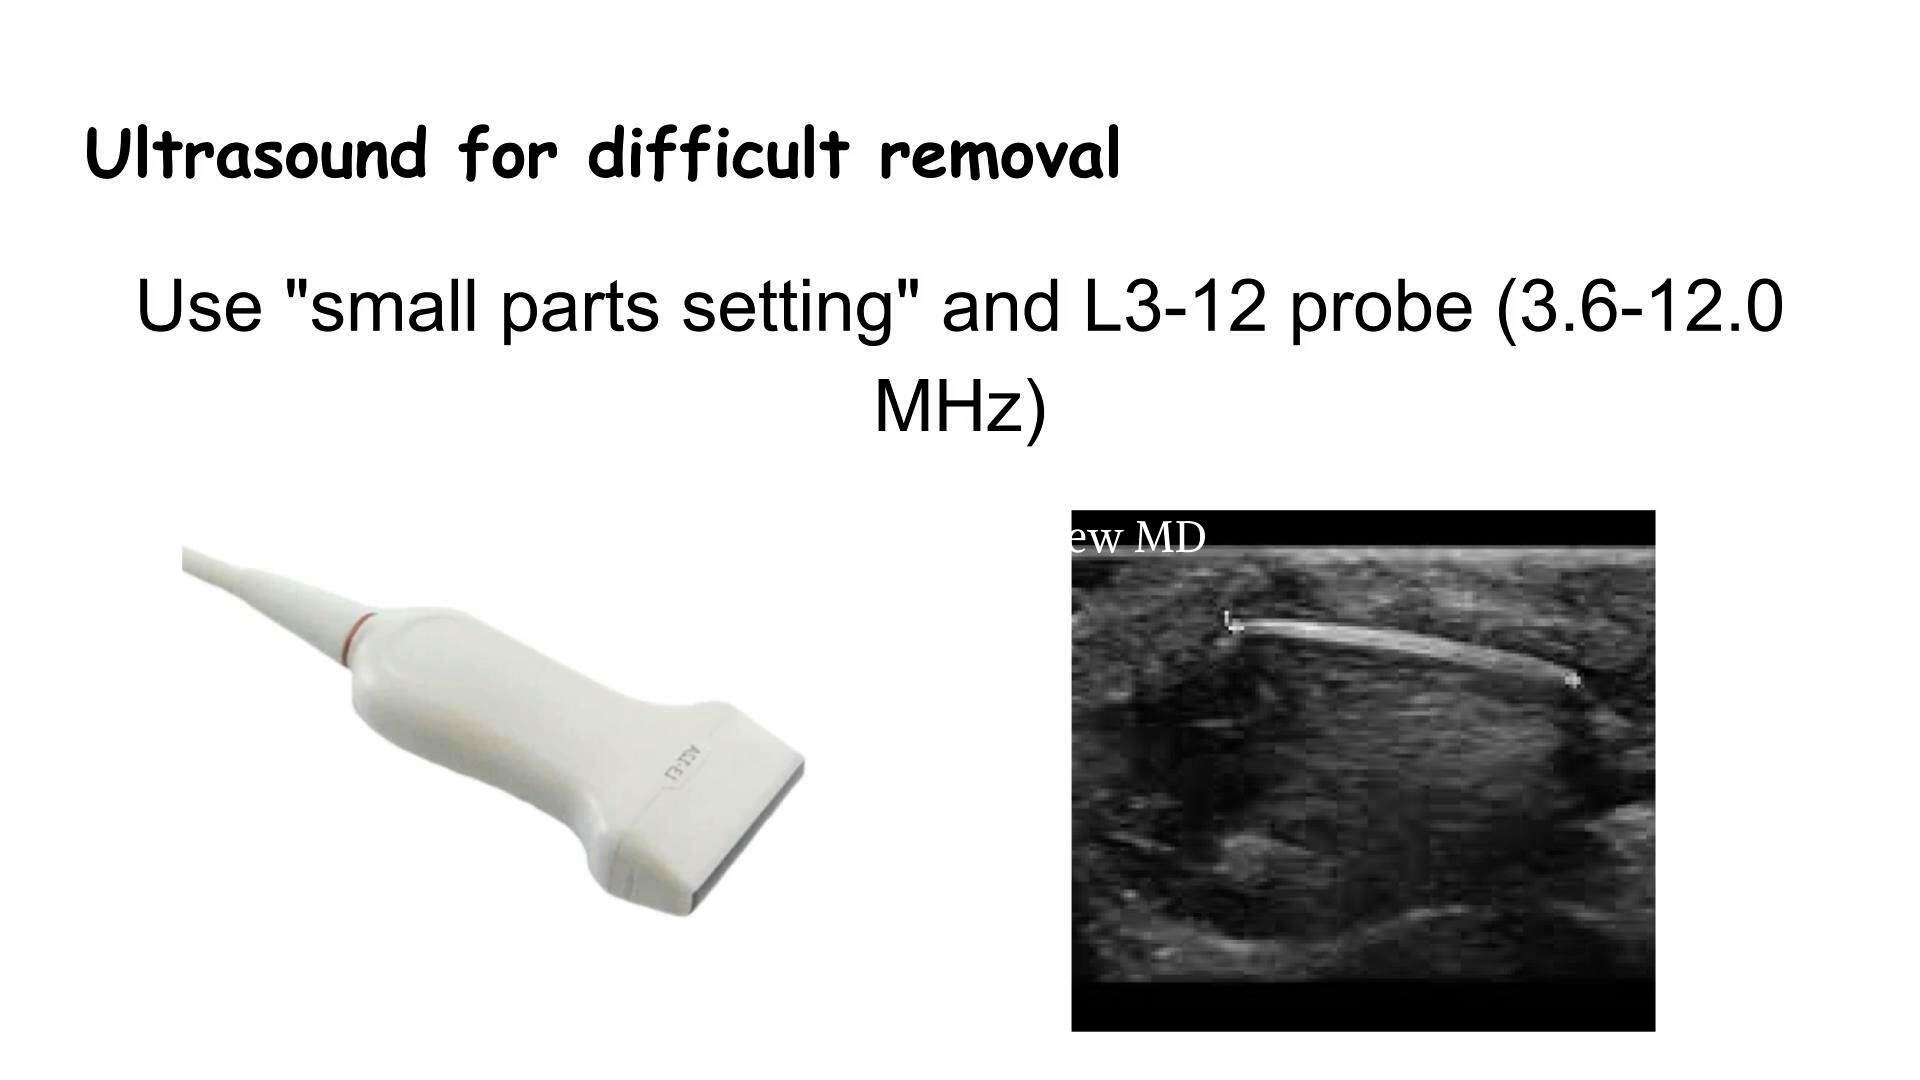 Ultrasound for difficult removal
Use "small parts setting" and L3-12 probe (3.6-12.0
MHz)
ew MD